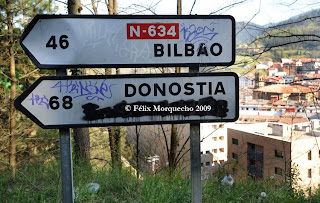 N-634
46 BILBAO
68 DONOSTIA
© Félix Morquecho 2009